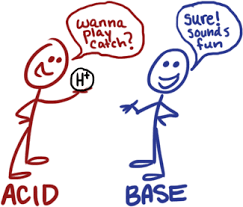 wanna
play
catch?
sure!
sounds
fun
H+
ACID
BASE